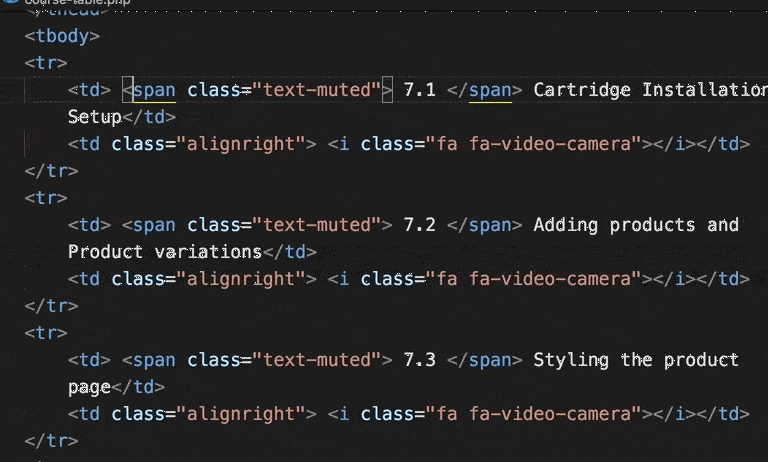 course-table.php
</thead>
<tbody>
<tr>
<td> <span class="text-muted"> 7.1 </span> Cartridge Installation
Setup</td>
<td class="alignright"> <i class="fa fa-video-camera"></i></td>
</tr>
<tr>
<td> <span class="text-muted"> 7.2 </span> Adding products and
Product variations</td>
<td class="alignright"> <i class="fa fa-video-camera"></i></td>
</tr>
<tr>
<td> <span class="text-muted"> 7.3 </span> Styling the product
page</td>
<td class="alignright"> <i class="fa fa-video-camera"></i></td>
</tr>